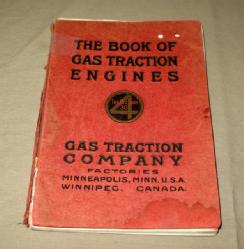 THE BOOK OF
GAS TRACTION
ENGINES
4
GAS TRACTION
COMPANY
FACTORIES
MINNEAPOLIS, MINN. U.S.A.
WINNIPEG, CANADA.